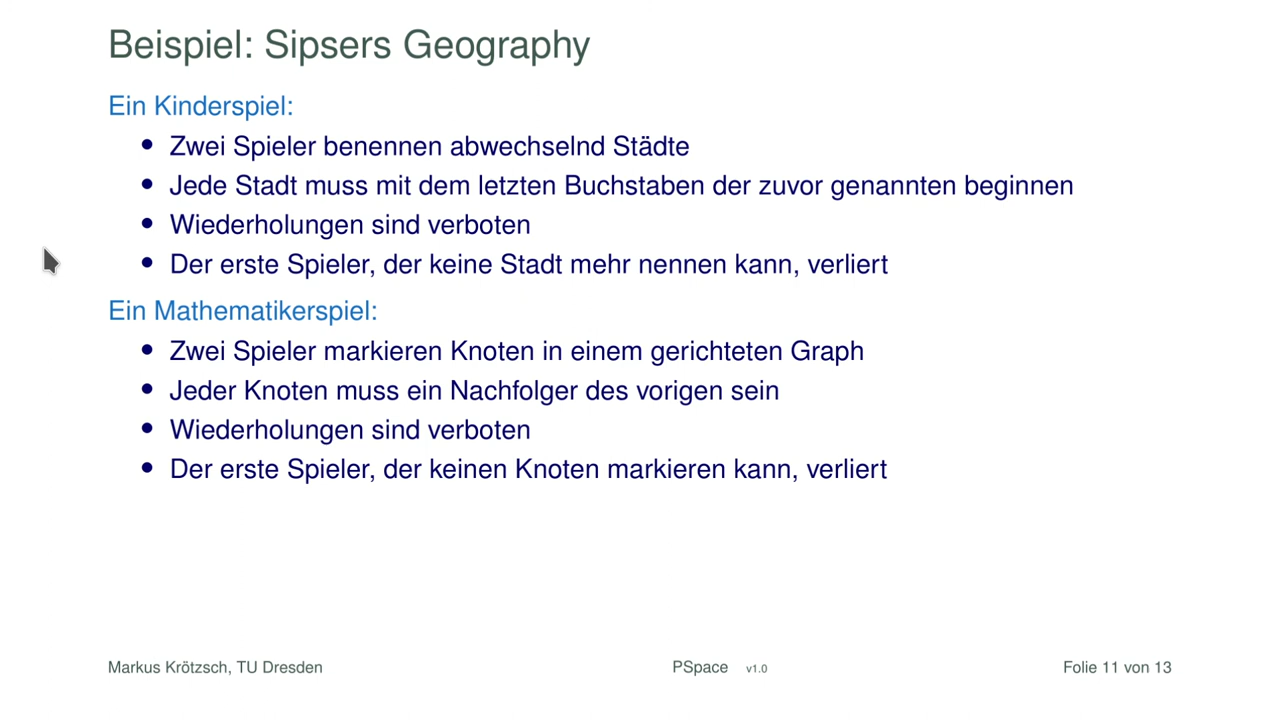 Beispiel: Sipsers Geography
Ein Kinderspiel:
• Zwei Spieler benennen abwechselnd Städte
• Jede Stadt muss mit dem letzten Buchstaben der zuvor genannten beginnen
• Wiederholungen sind verboten
• Der erste Spieler, der keine Stadt mehr nennen kann, verliert
Ein Mathematikerspiel:
• Zwei Spieler markieren Knoten in einem gerichteten Graph
• Jeder Knoten muss ein Nachfolger des vorigen sein
• Wiederholungen sind verboten
• Der erste Spieler, der keinen Knoten markieren kann, verliert
Markus Krötzsch, TU Dresden PSpace v1.0 Folie 11 von 13